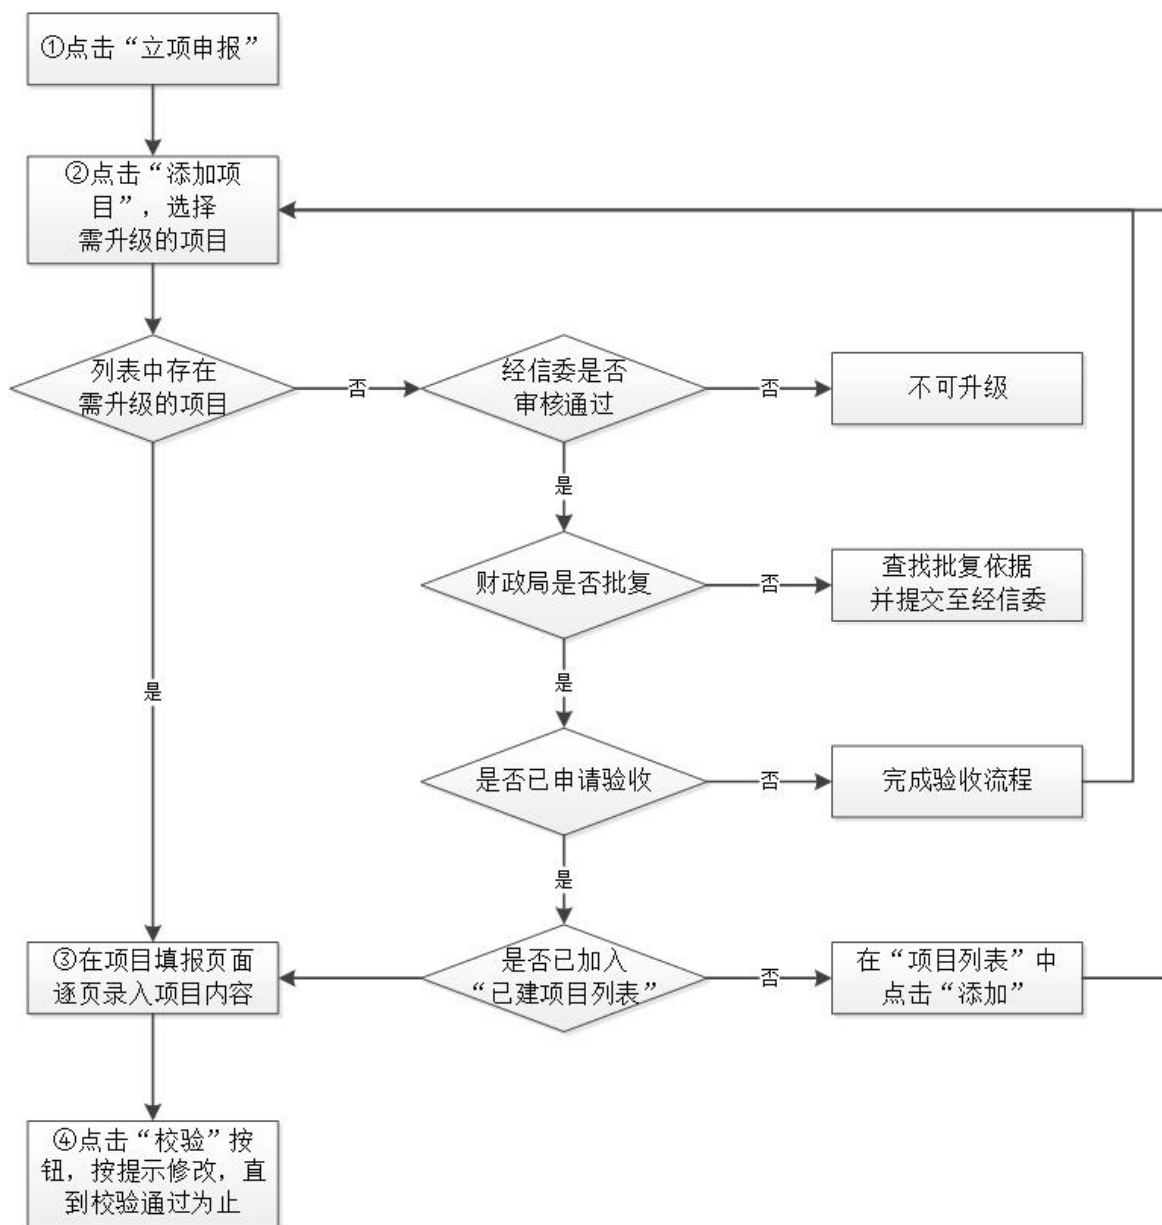 ①点击“立项申报”
②点击“添加项
目”，选择
需升级的项目
列表中存在
需升级的项目
否
经信委是否
审核通过
否
不可升级
是
财政局是否批复
否
查找批复依据
并提交至经信委
是
是
是否已申请验收
否
完成验收流程
是
③在项目填报页面
逐页录入项目内容
是否已加入
“已建项目列表”
否
在“项目列表”中
点击“添加”
④点击“校验”按
钮，按提示修改，直
到校验通过为止